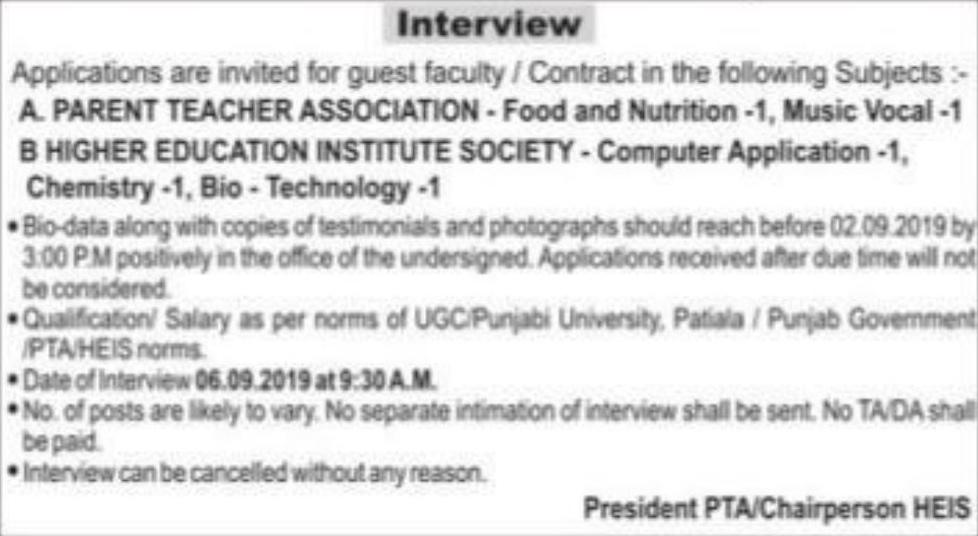 Interview
Applications are invited for guest faculty / Contract in the following Subjects :-
A. PARENT TEACHER ASSOCIATION - Food and Nutrition -1, Music Vocal -1
B HIGHER EDUCATION INSTITUTE SOCIETY - Computer Application -1,
Chemistry -1, Bio - Technology -1
• Bio-data along with copies of testimonials and photographs should reach before 02.09.2019 by
3:00 P.M positively in the office of the undersigned. Applications received after due time will not
be considered.
• Qualification/ Salary as per norms of UGC/Punjabi University, Patiala / Punjab Government
/PTA/HEIS norms.
• Date of Interview 06.09.2019 at 9:30 A.M.
• No. of posts are likely to vary. No separate intimation of interview shall be sent. No TA/DA shall
be paid.
• Interview can be cancelled without any reason.
President PTA/Chairperson HEIS